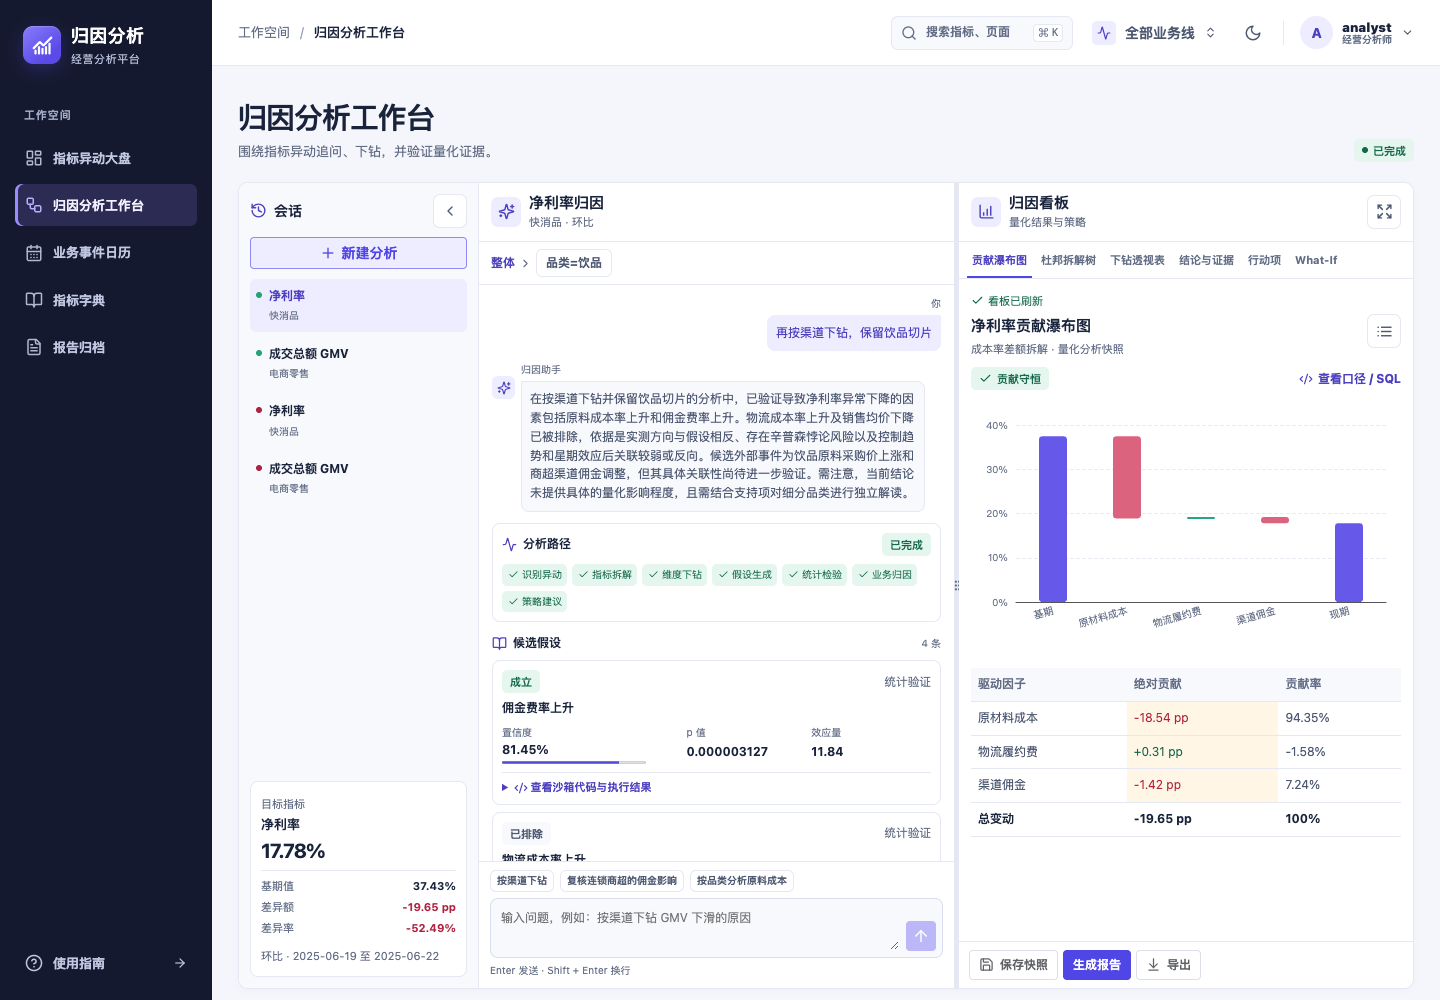 归因分析
经营分析平台
工作空间
指标异动大盘
归因分析工作台
业务事件日历
指标字典
报告归档
使用指南
工作空间 / 归因分析工作台
搜索指标、页面 ⌘ K
全部业务线
A
analyst
经营分析师
归因分析工作台
围绕指标异动追问、下钻，并验证量化证据。
已完成
会话
新建分析
净利率
快消品
成交总额 GMV
电商零售
净利率
快消品
成交总额 GMV
电商零售
目标指标
净利率
17.78%
基期值 37.43%
差异额 -19.65 pp
差异率 -52.49%
环比 · 2025-06-19 至 2025-06-22
净利率归因
快消品 · 环比
整体 > 品类=饮品
你
再按渠道下钻，保留饮品切片
归因助手
在按渠道下钻并保留饮品切片的分析中，已验证导致净利率异常下降的因
素包括原料成本率上升和佣金费率上升。物流成本率上升及销售均价下降
已被排除，依据是实测方向与假设相反、存在辛普森悖论风险以及控制趋
势和星期效应后关联较弱或反向。候选外部事件为饮品原料采购价上涨和
商超渠道佣金调整，但其具体关联性尚待进一步验证。需注意，当前结论
未提供具体的量化影响程度，且需结合支持项对细分品类进行独立解读。
分析路径
已完成
识别异动 指标拆解 维度下钻 假设生成 统计检验 业务归因
策略建议
候选假设 4 条
成立 统计验证
佣金费率上升
置信度 p 值 效应量
81.45% 0.000003127 11.84
查看沙箱代码与执行结果
已排除 统计验证
物流成本率上升
按渠道下钻 复核连锁商超的佣金影响 按品类分析原料成本
输入问题，例如：按渠道下钻 GMV 下滑的原因
Enter 发送 · Shift + Enter 换行
归因看板
量化结果与策略
贡献瀑布图 杜邦拆解树 下钻透视表 结论与证据 行动项 What-If
看板已刷新
净利率贡献瀑布图
成本率差额拆解 · 量化分析快照
贡献守恒
查看口径 / SQL
40%
30%
20%
10%
0%
基期 原材料成本 物流履约费 渠道佣金 现期
驱动因子 绝对贡献 贡献率
原材料成本 -18.54 pp 94.35%
物流履约费 +0.31 pp -1.58%
渠道佣金 -1.42 pp 7.24%
总变动 -19.65 pp 100%
保存快照 生成报告 导出